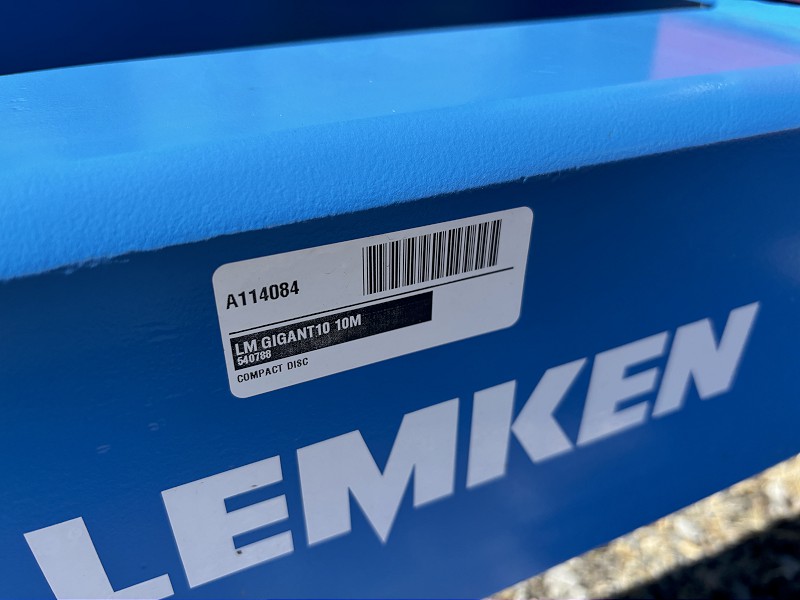 A114084
LM GIGANT10 10M
540788
COMPACT DISC
LEMKEN